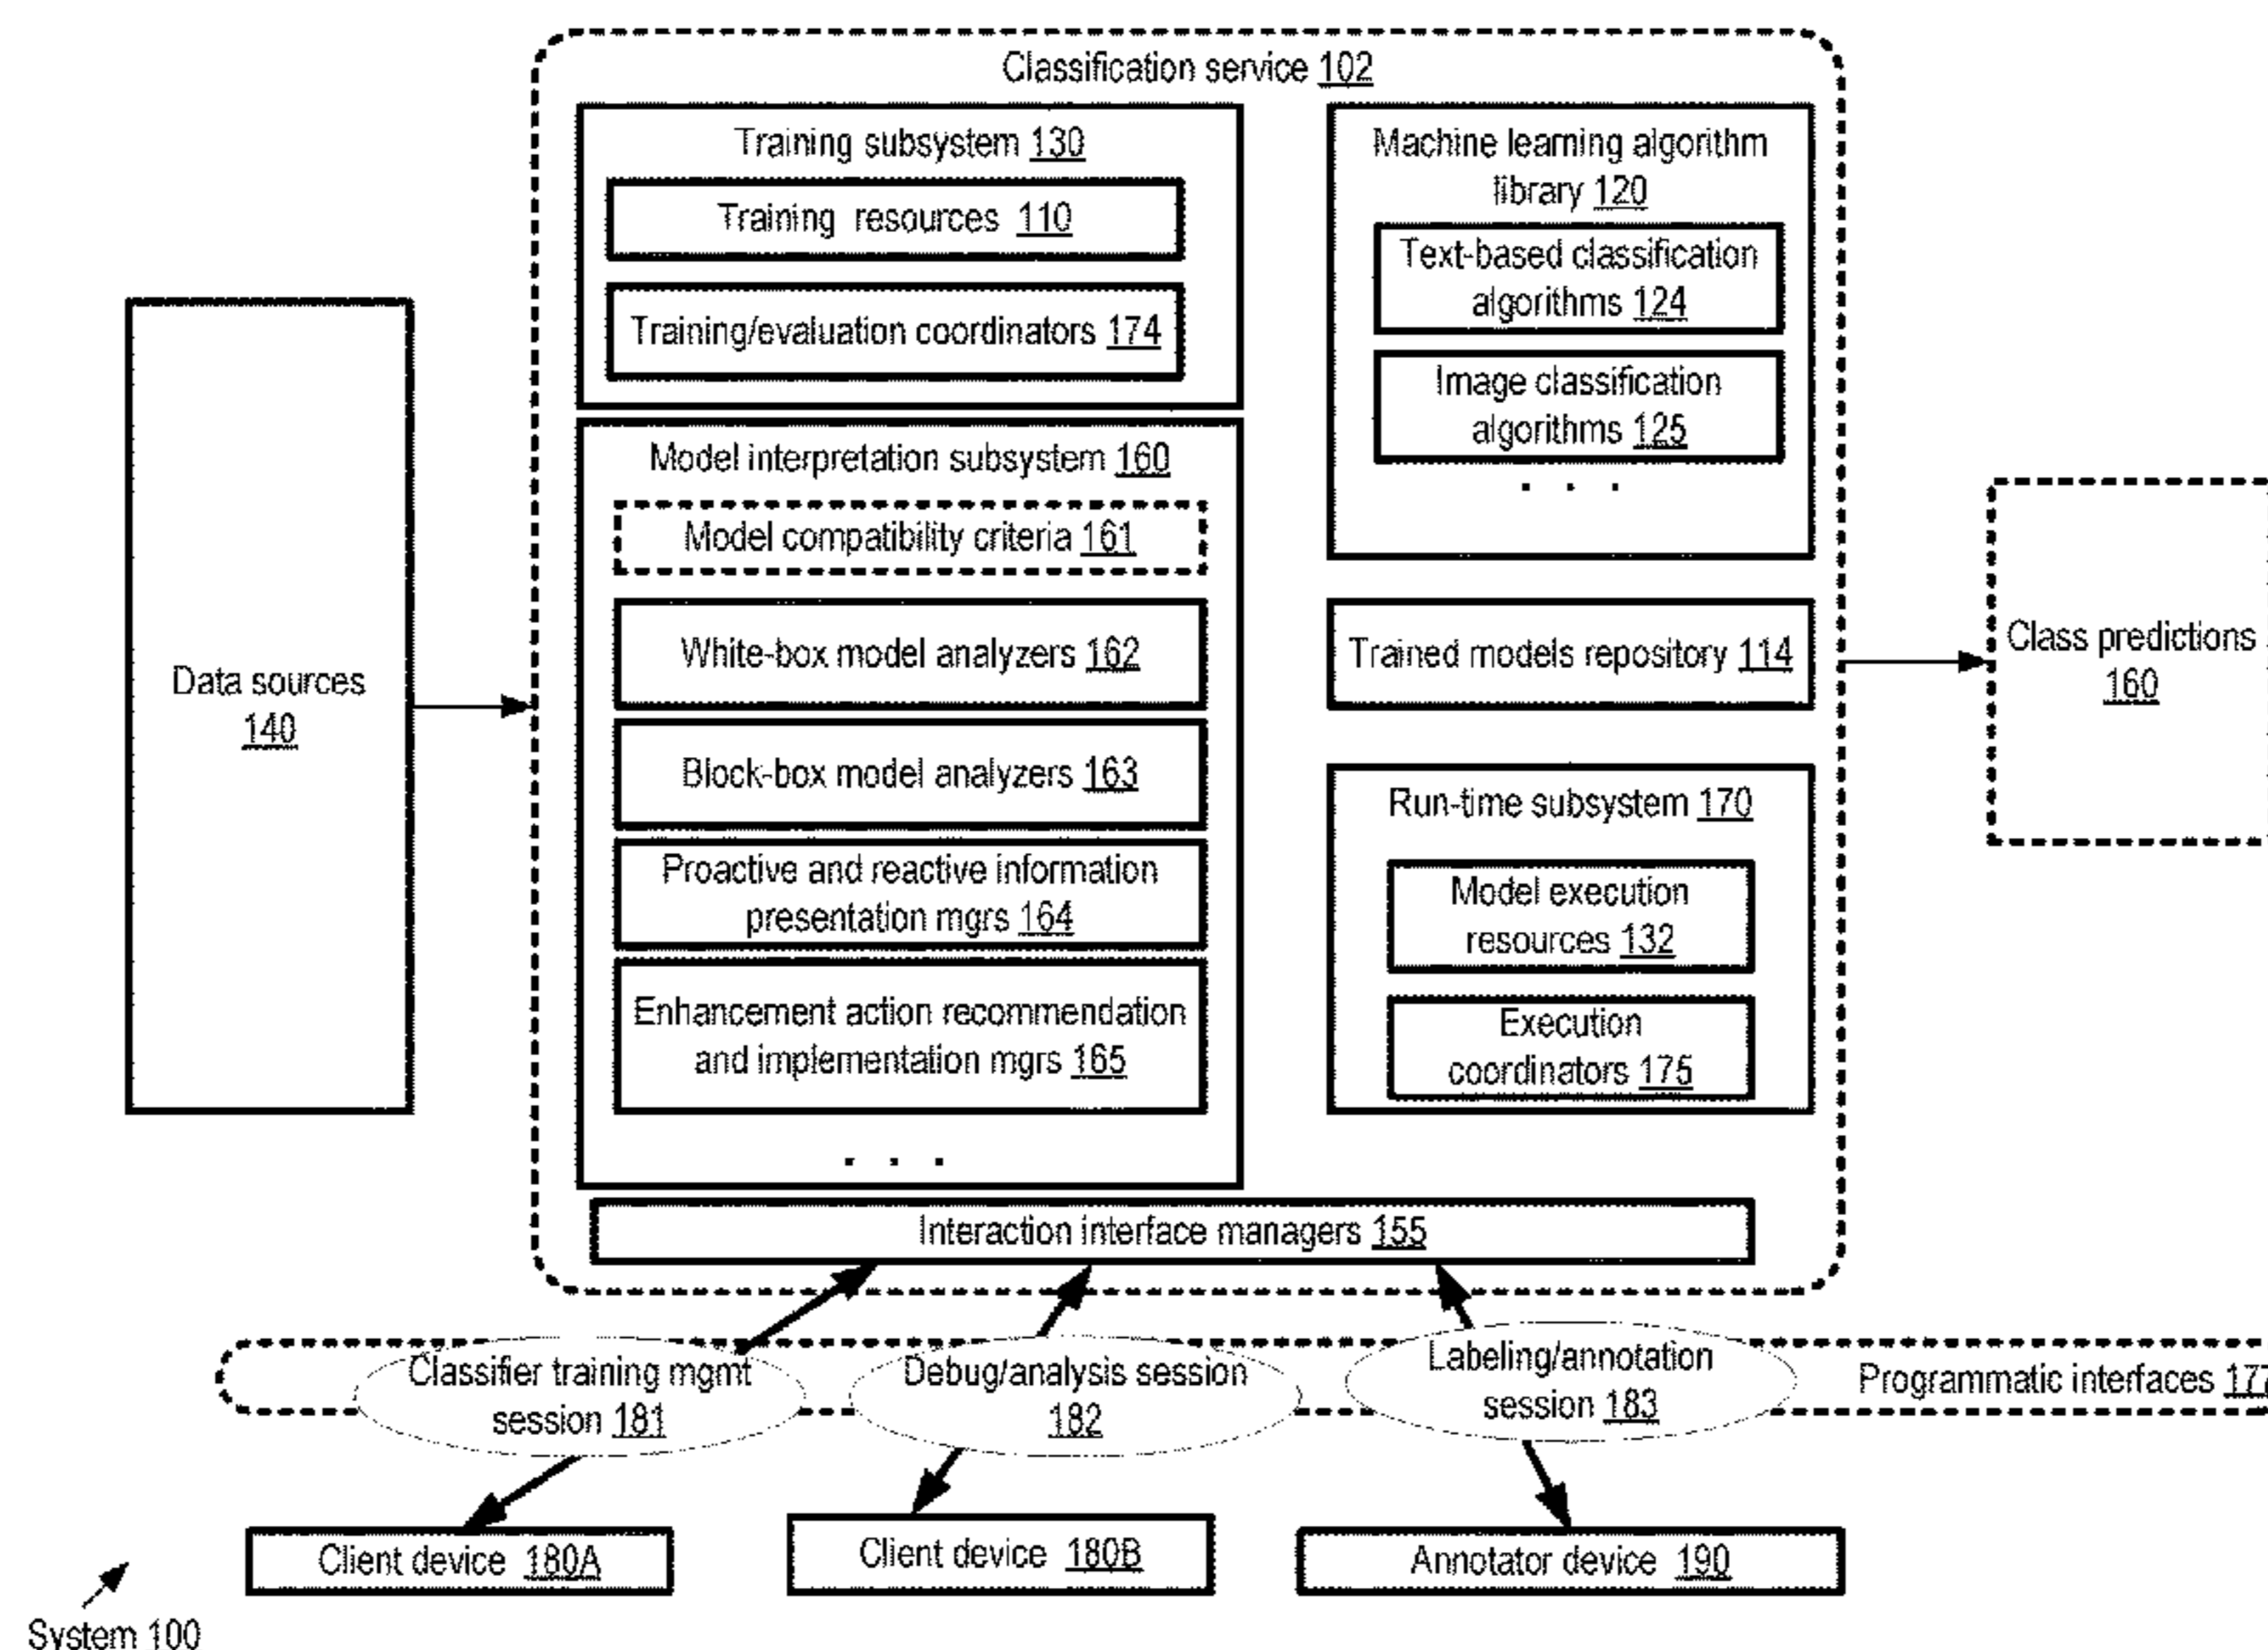 Classification service 102
Training subsystem 130
Training resources 110
Training/evaluation coordinators 174
Machine learning algorithm
library 120
Text-based classification
algorithms 124
Image classification
algorithms 125
. . .
Data sources
140
Model interpretation subsystem 160
Model compatibility criteria 161
White-box model analyzers 162
Block-box model analyzers 163
Proactive and reactive information
presentation mgrs 164
Enhancement action recommendation
and implementation mgrs 165
. . .
Trained models repository 114
Run-time subsystem 170
Model execution
resources 132
Execution
coordinators 175
Class predictions
160
Interaction interface managers 155
Classifier training mgmt
session 181
Debug/analysis session
182
Labeling/annotation
session 183
Programmatic interfaces 177
Client device 180A
Client device 180B
Annotator device 190
System 100